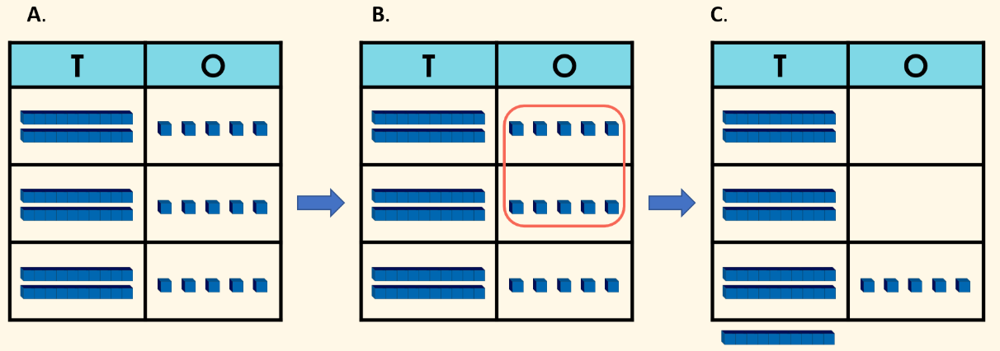 A. B. C.
T O T O T O